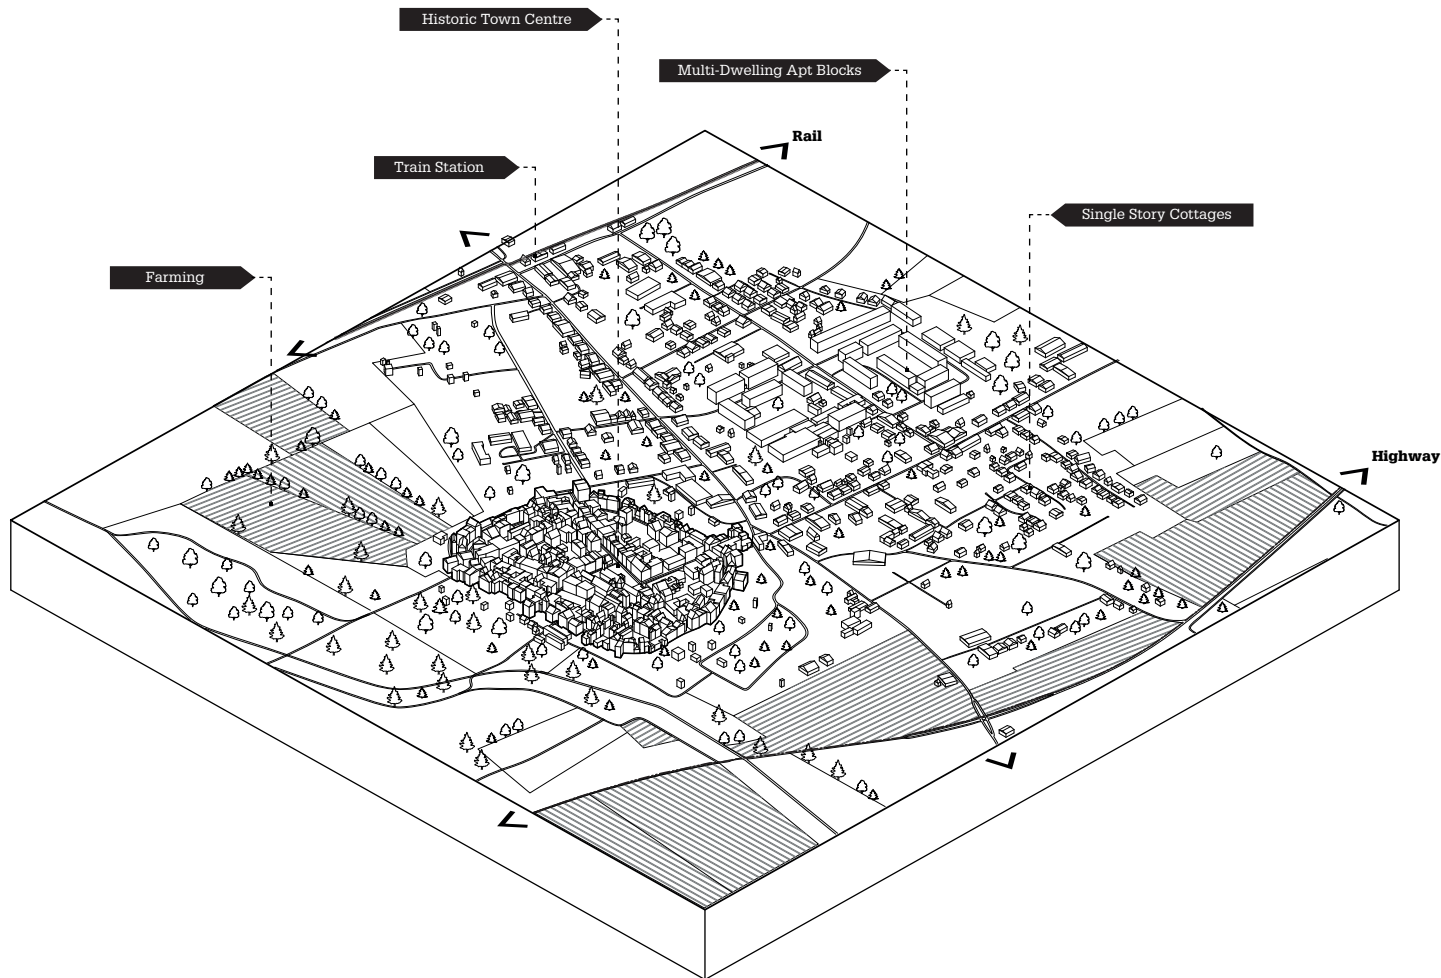 Historic Town Centre
Multi-Dwelling Apt Blocks
Rail
Train Station
Single Story Cottages
Farming
Highway